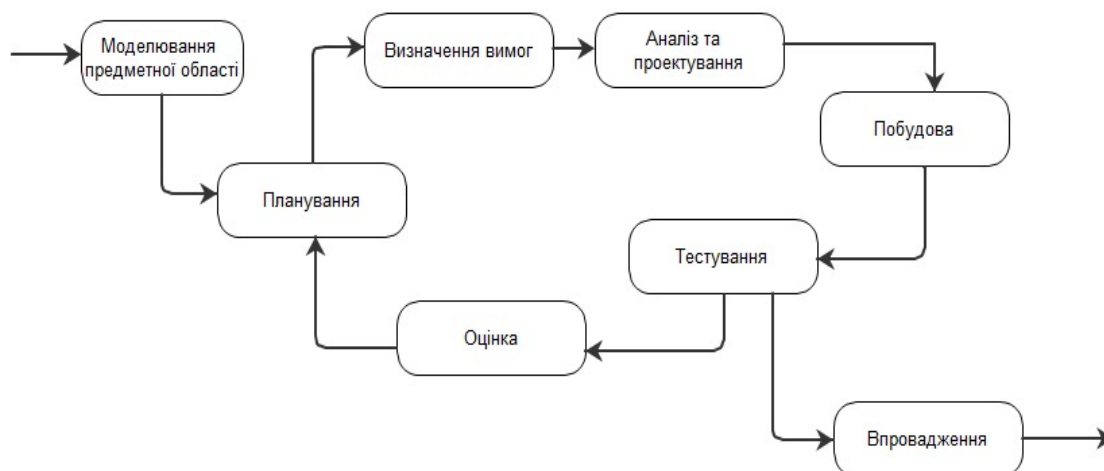 Моделювання
предметної області
Визначення вимог
Аналіз та
проектування
Побудова
Планування
Тестування
Оцінка
Впровадження